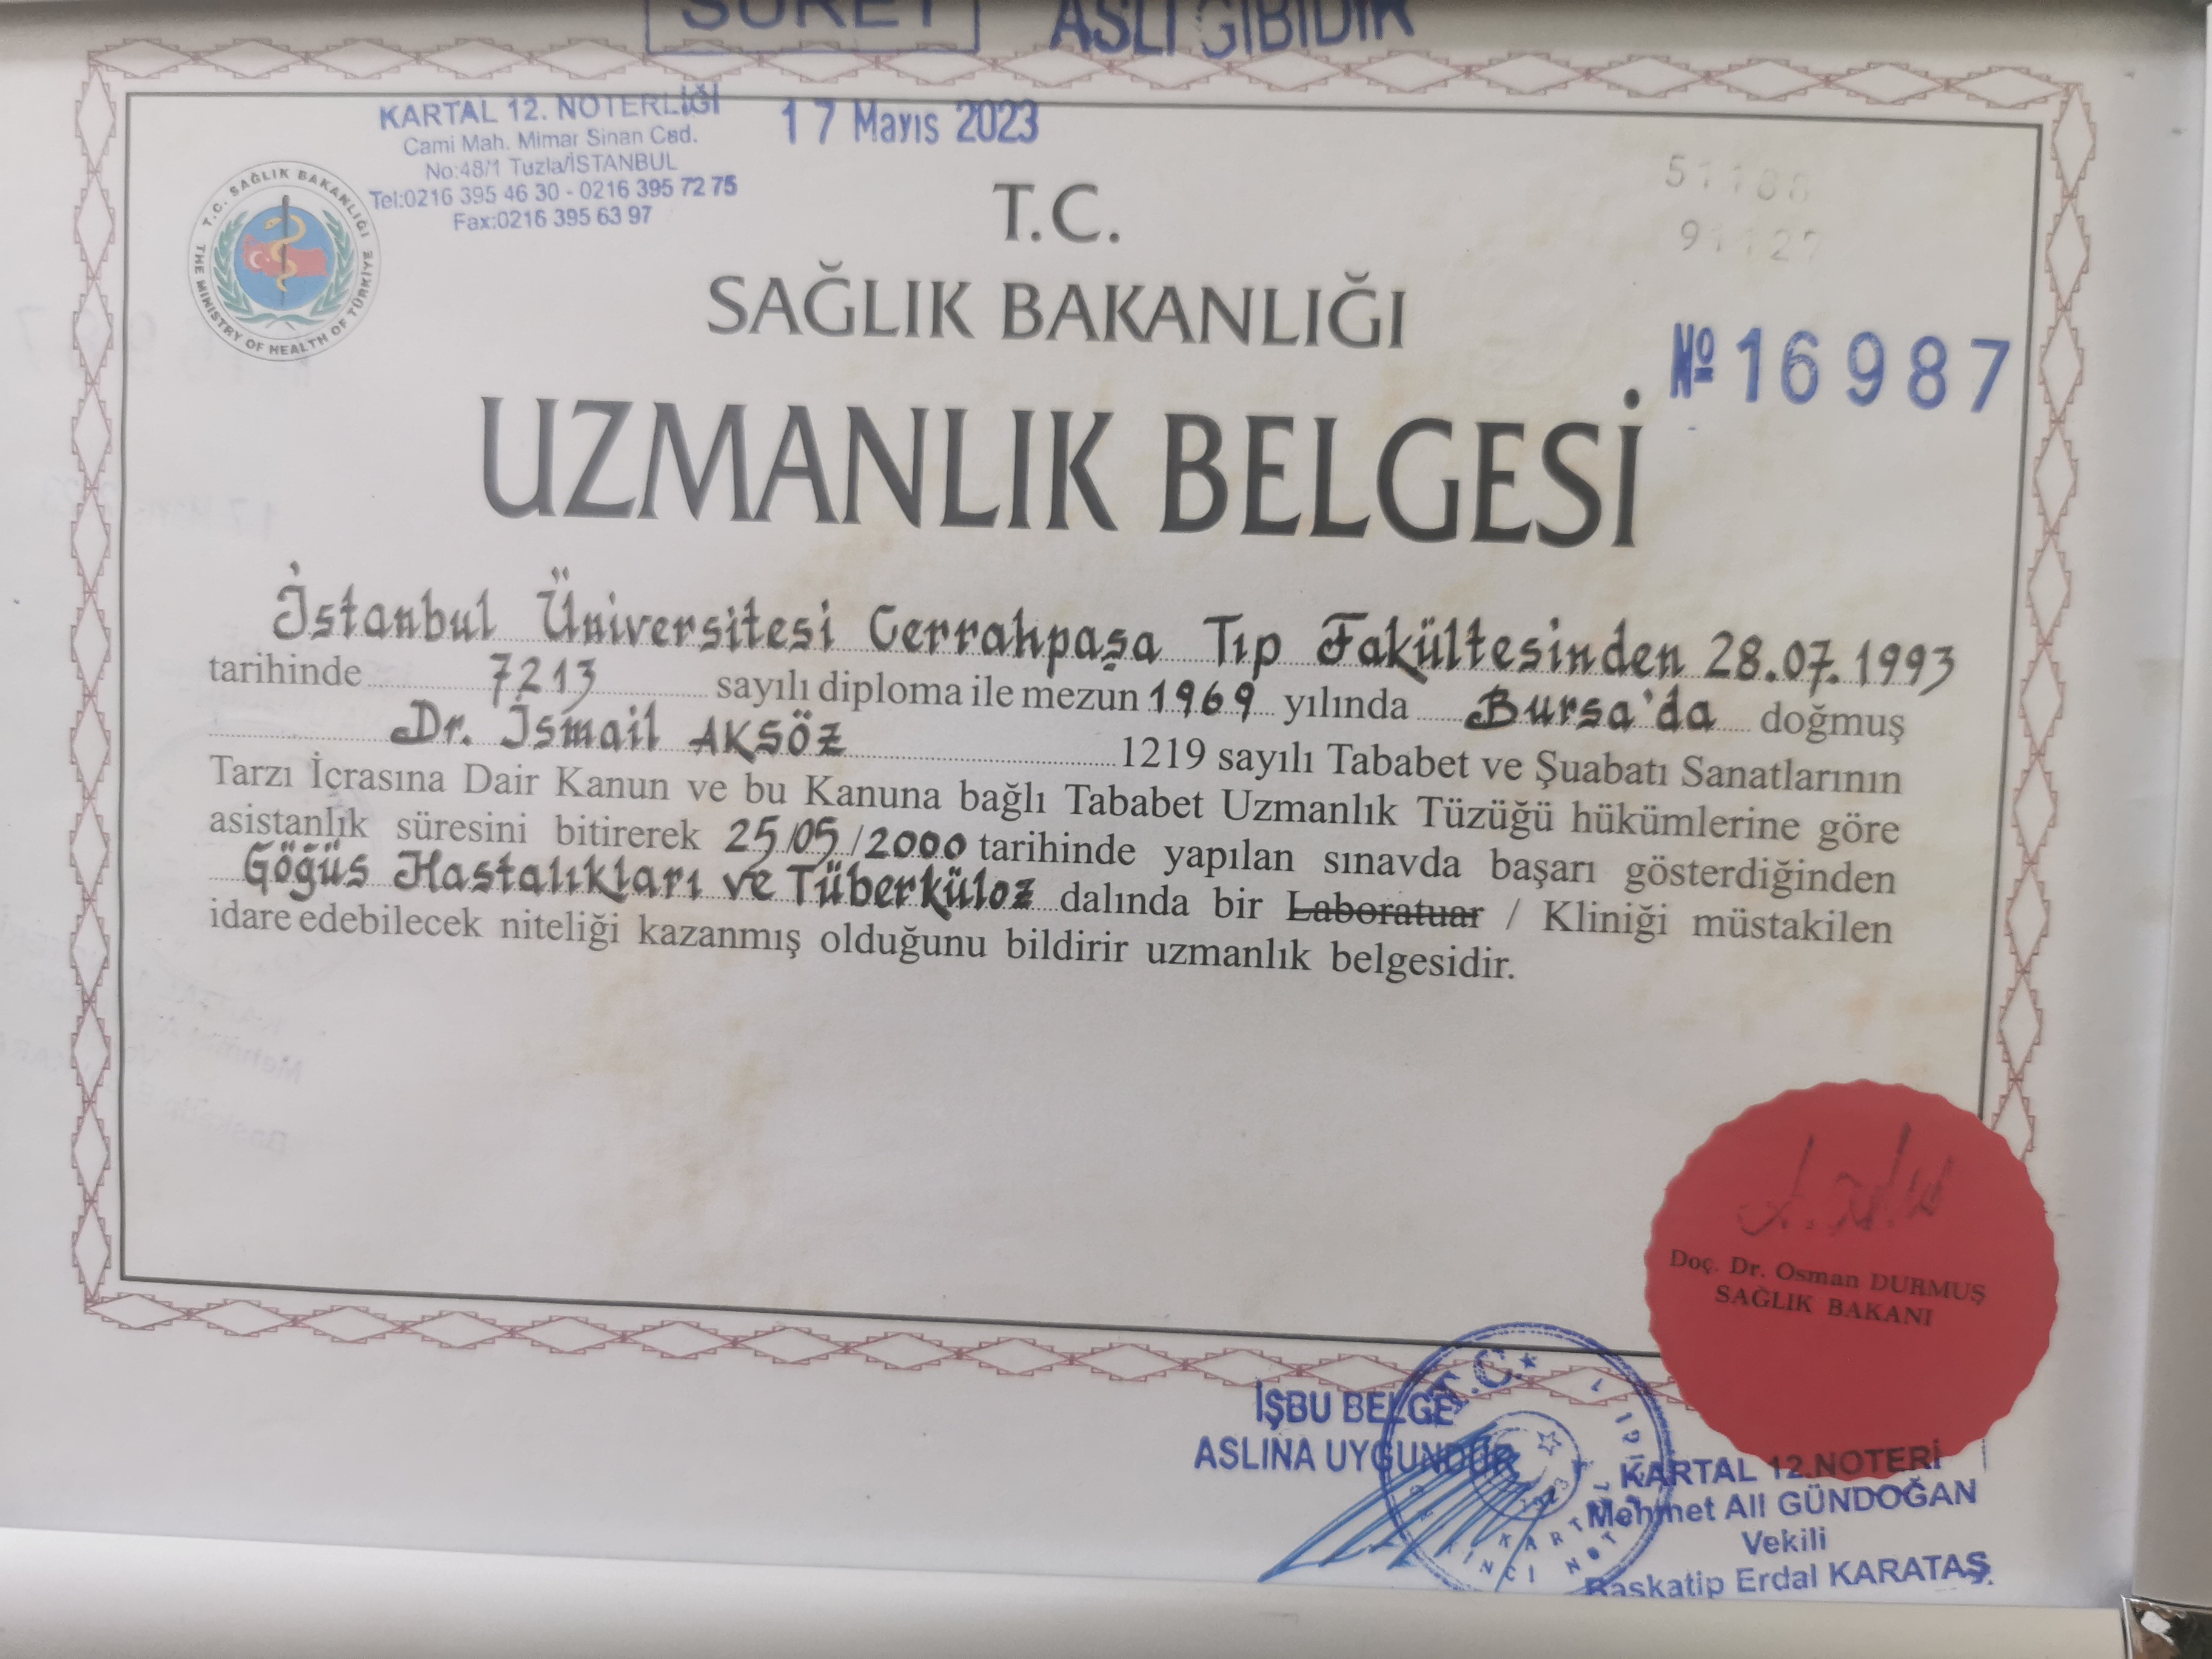 SURET
ASLI GİBİDİR
KARTAL 12. NOTERLİĞİ
Cami Mah. Mimar Sinan Cad.
No:48/1 Tuzla/İSTANBUL
Tel:0216 395 46 30 - 0216 395 72 75
Fax:0216 395 63 97
17 Mayıs 2023
T.C. SAĞLIK BAKANLIĞI
THE MINISTRY OF HEALTH OF TÜRKİYE
T.C.
SAĞLIK BAKANLIĞI
91127
№ 16987
UZMANLIK BELGESİ
İstanbul Üniversitesi Cerrahpaşa Tıp Fakültesinden 28.07.1993
tarihinde 7213 sayılı diploma ile mezun 1969 yılında Bursa'da doğmuş
Dr. İsmail AKSÖZ 1219 sayılı Tababet ve Şuabatı Sanatlarının
Tarzı İçrasına Dair Kanun ve bu Kanuna bağlı Tababet Uzmanlık Tüzüğü hükümlerine göre
asistanlık süresini bitirerek 25/05/2000 tarihinde yapılan sınavda başarı gösterdiğinden
Göğüs Hastalıkları ve Tüberküloz dalında bir Laboratuar / Kliniği müstakilen
idare edebilecek niteliği kazanmış olduğunu bildirir uzmanlık belgesidir.
Doç. Dr. Osman DURMUŞ
SAĞLIK BAKANI
İŞBU BELGE
ASLINA UYGUNDUR
T.C.
KARTAL 12.NOTERİ
Mehmet Ali GÜNDOĞAN
Vekili
Başkatip Erdal KARATAŞ